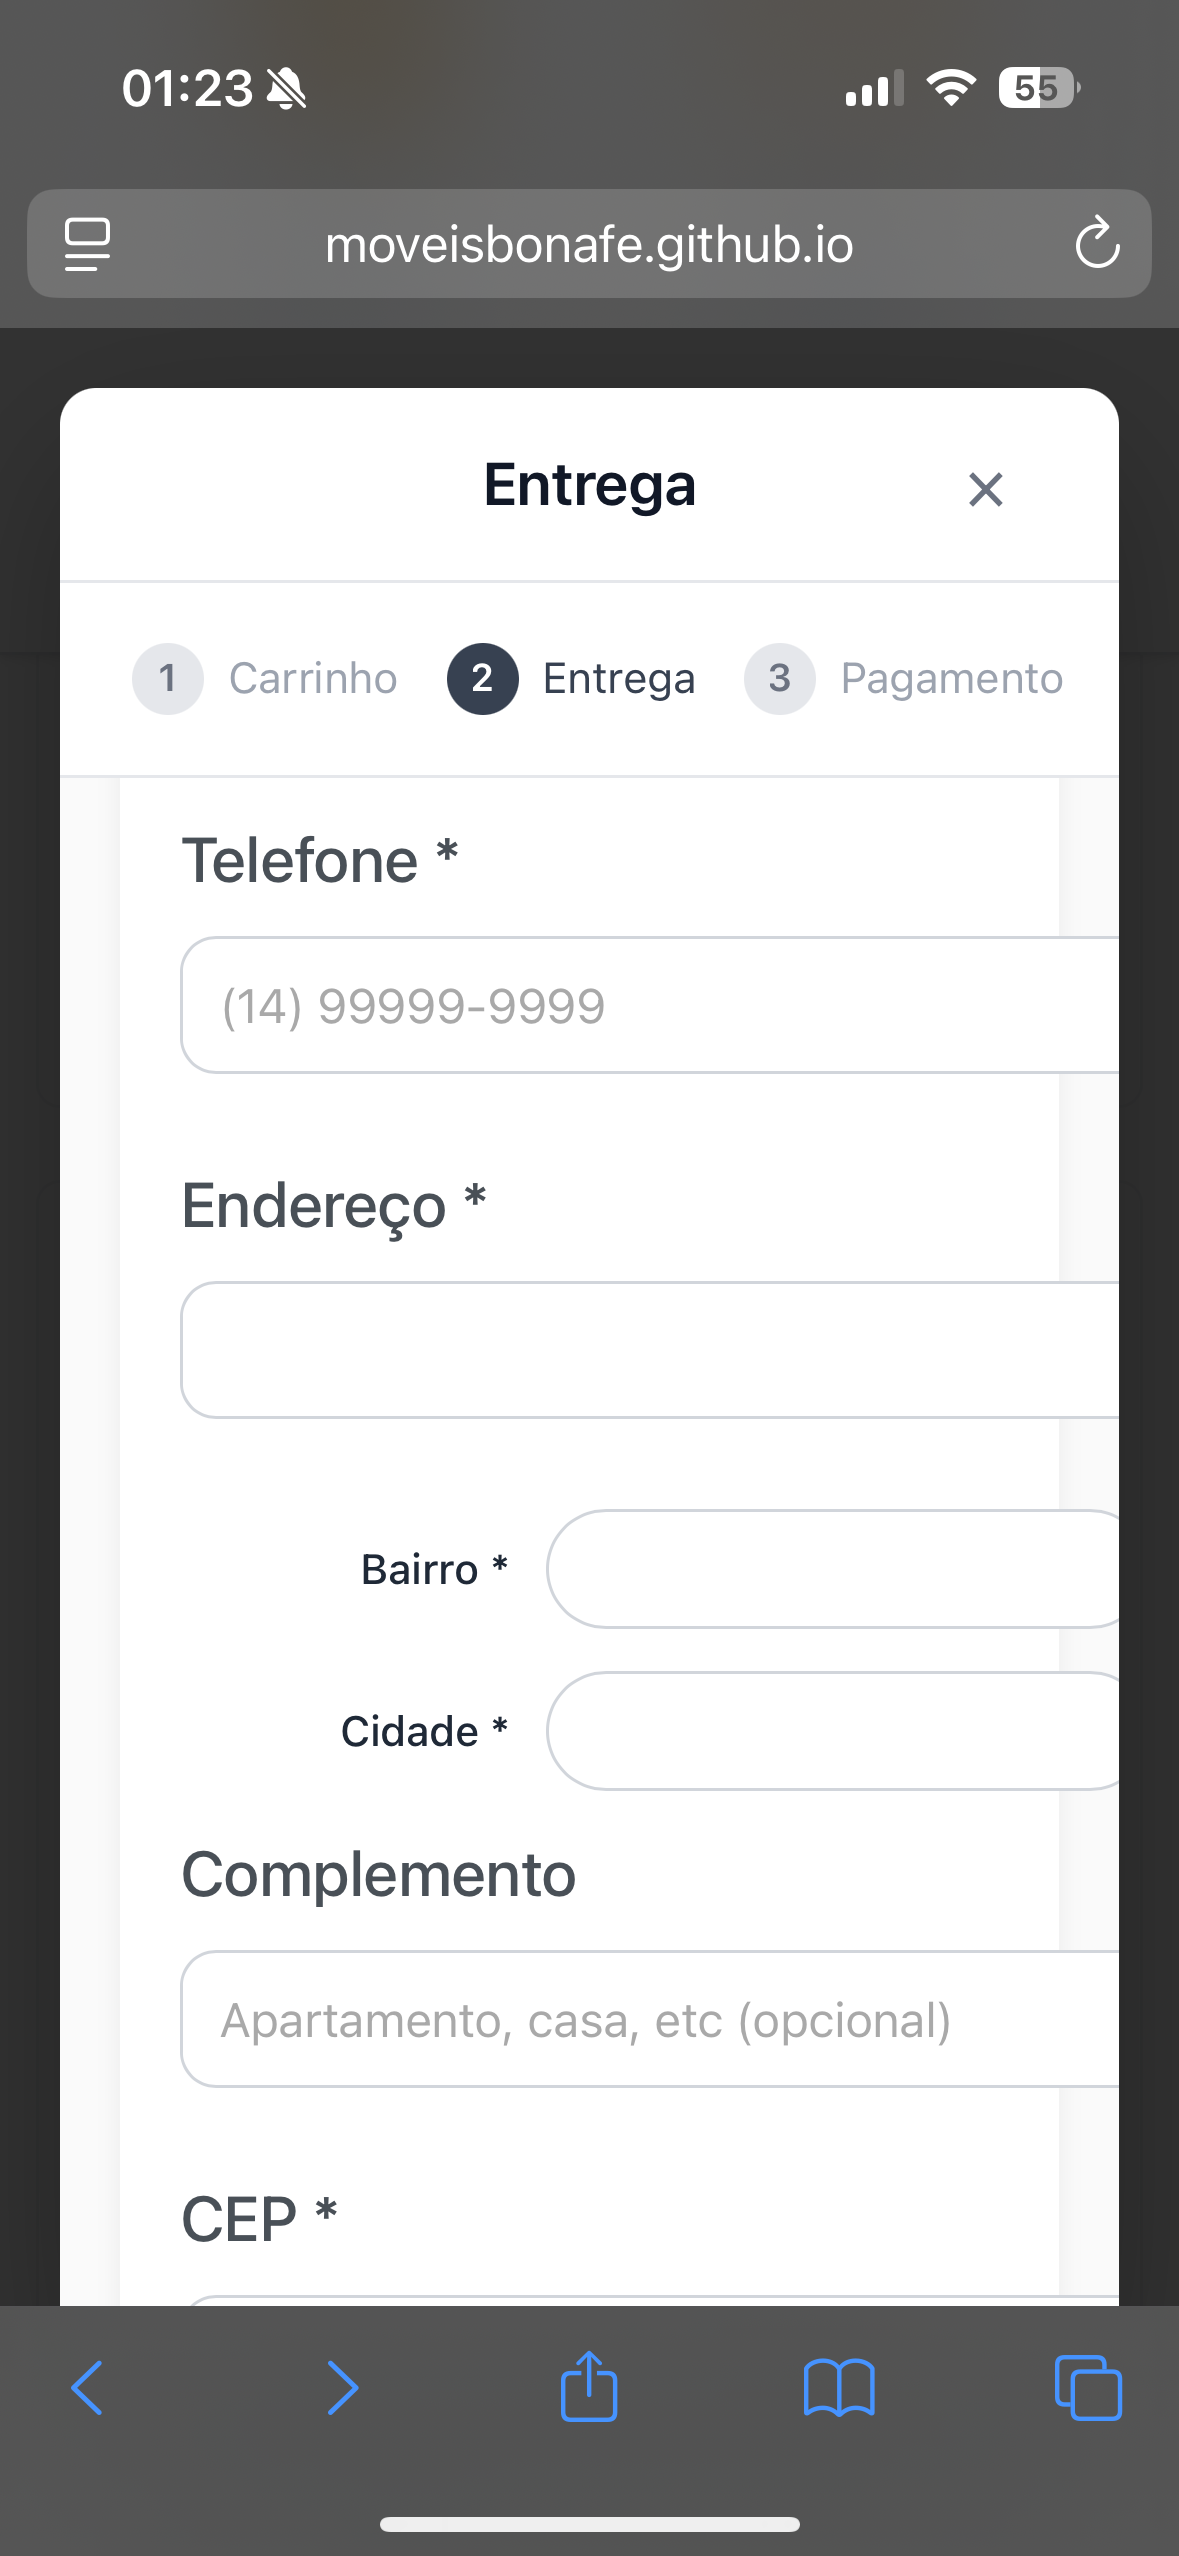 01:23
55
moveisbonafe.github.io
Entrega
1 Carrinho 2 Entrega 3 Pagamento
Telefone *
(14) 99999-9999
Endereço *
Bairro *
Cidade *
Complemento
Apartamento, casa, etc (opcional)
CEP *